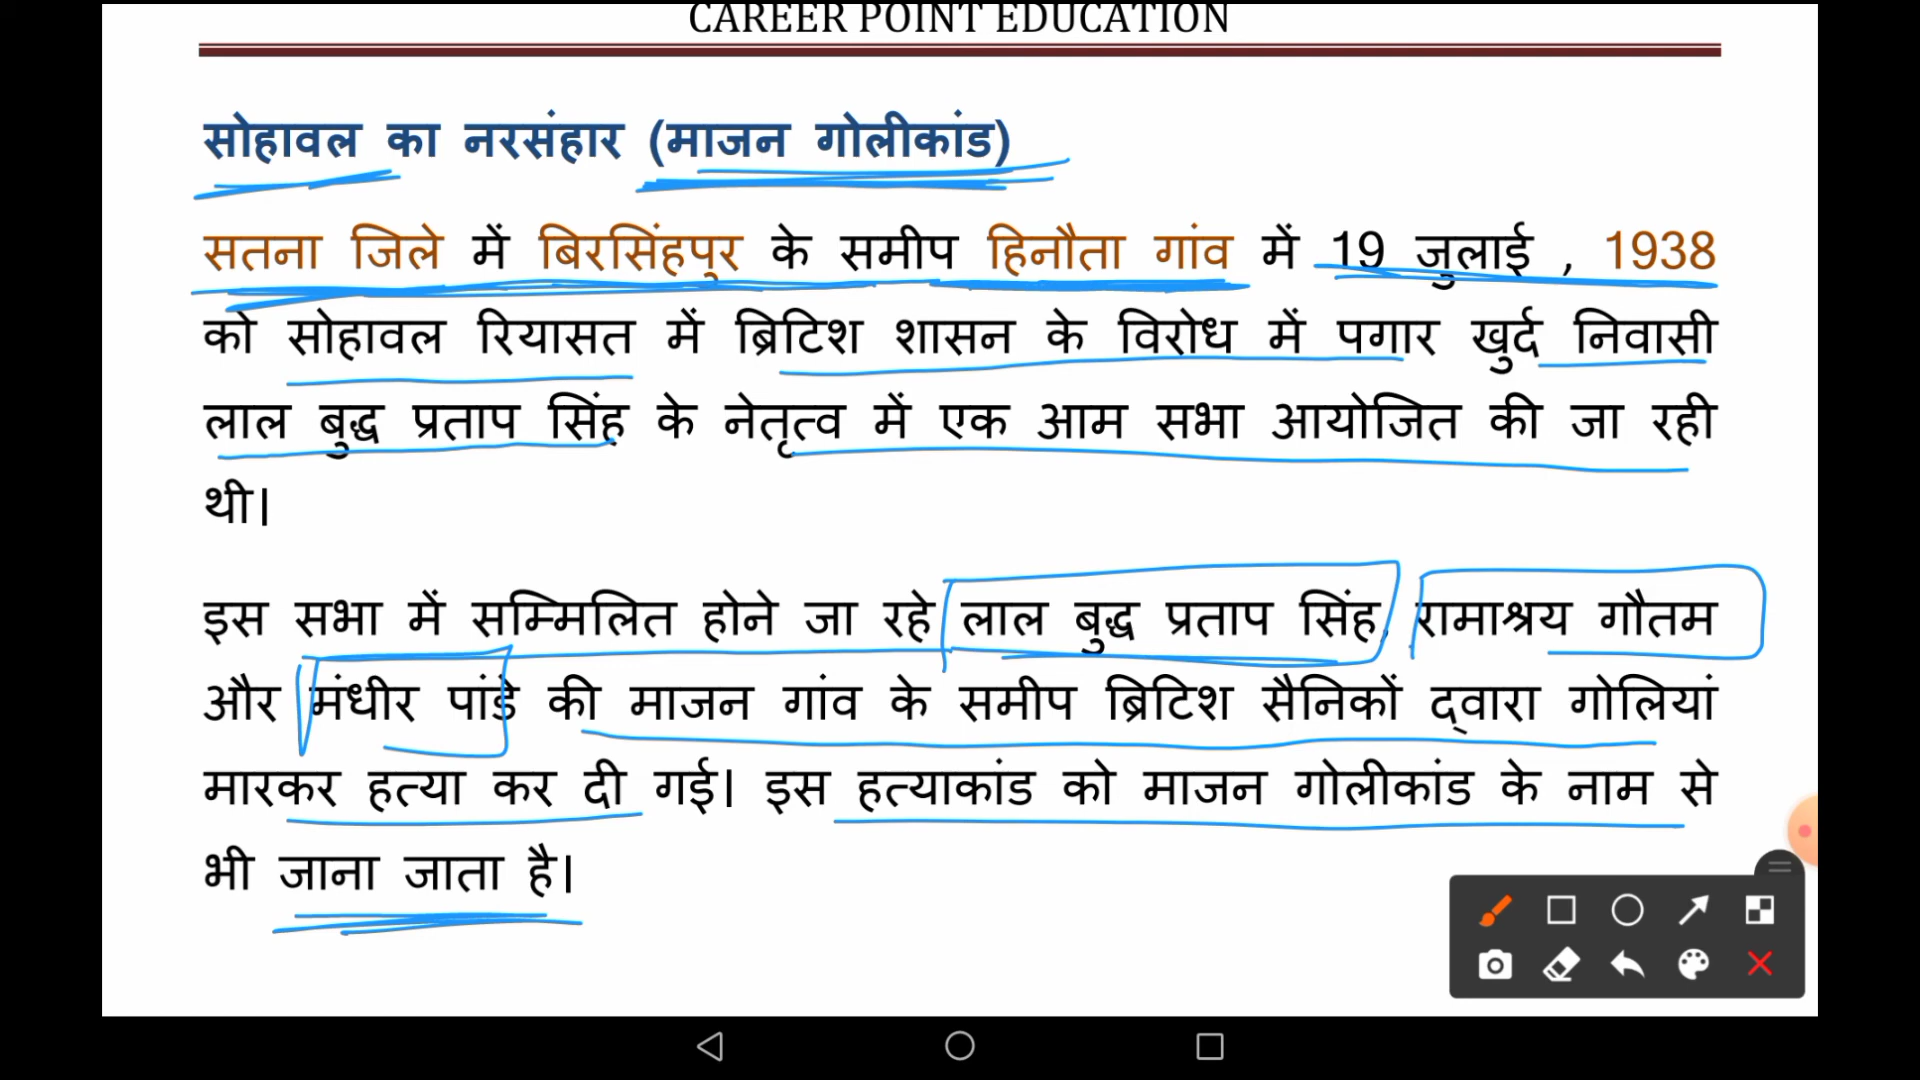 CAREER POINT EDUCATION
सोहावल का नरसंहार (माजन गोलीकांड)
सतना जिले में बिरसिंहपुर के समीप हिनौता गांव में 19 जुलाई , 1938
को सोहावल रियासत में ब्रिटिश शासन के विरोध में पगार खुर्द निवासी
लाल बुद्ध प्रताप सिंह के नेतृत्व में एक आम सभा आयोजित की जा रही
थी।
इस सभा में सम्मिलित होने जा रहे लाल बुद्ध प्रताप सिंह, रामाश्रय गौतम
और मंधीर पांडे की माजन गांव के समीप ब्रिटिश सैनिकों द्वारा गोलियां
मारकर हत्या कर दी गई। इस हत्याकांड को माजन गोलीकांड के नाम से
भी जाना जाता है।